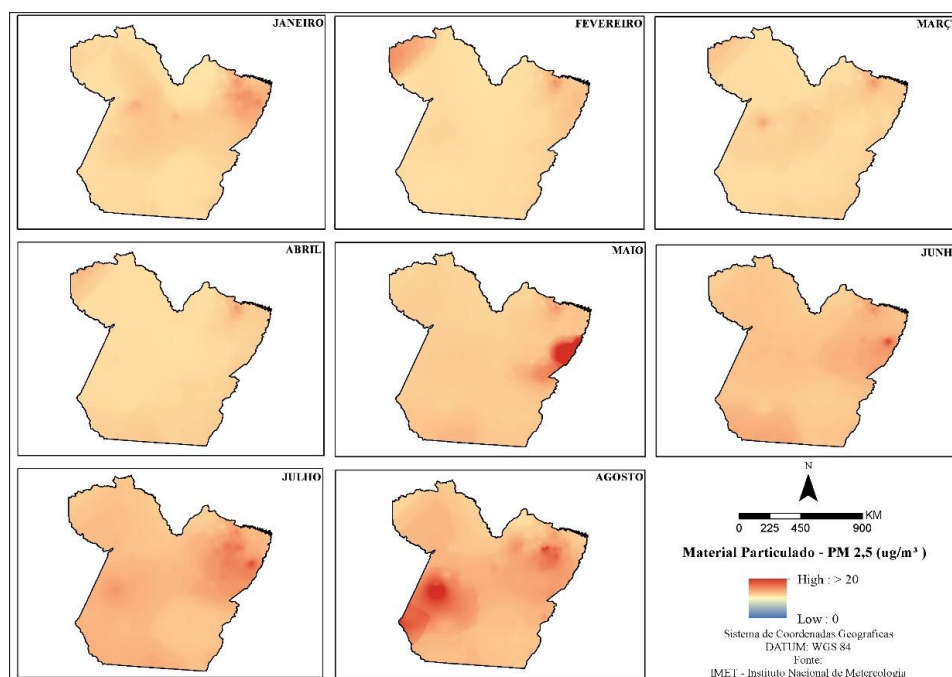 JANEIRO
FEVEREIRO
MARÇ
ABRIL
MAIO
JUNH
JULHO
AGOSTO
N
KM
0 225 450 900
Material Particulado - PM 2,5 (ug/m³ )
High : > 20
Low : 0
Sistema de Coordenadas Geograficas
DATUM: WGS 84
Fonte:
IMET - Instituto Nacional de Metereologia